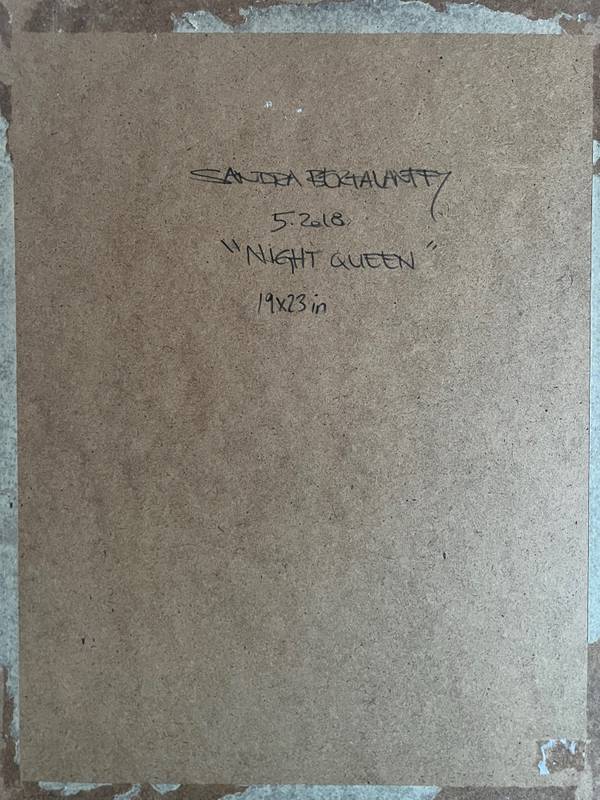 SANDRA
5.2018
"NIGHT QUEEN"
19x23 in